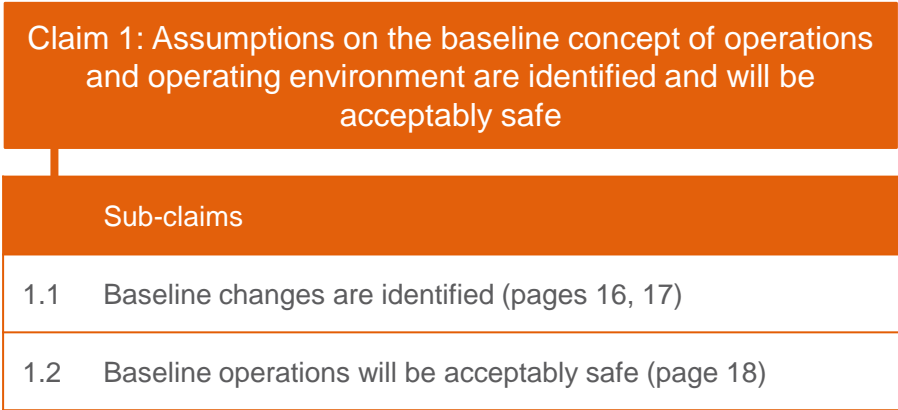 Claim 1: Assumptions on the baseline concept of operations
and operating environment are identified and will be
acceptably safe
Sub-claims
1.1 Baseline changes are identified (pages 16, 17)
1.2 Baseline operations will be acceptably safe (page 18)